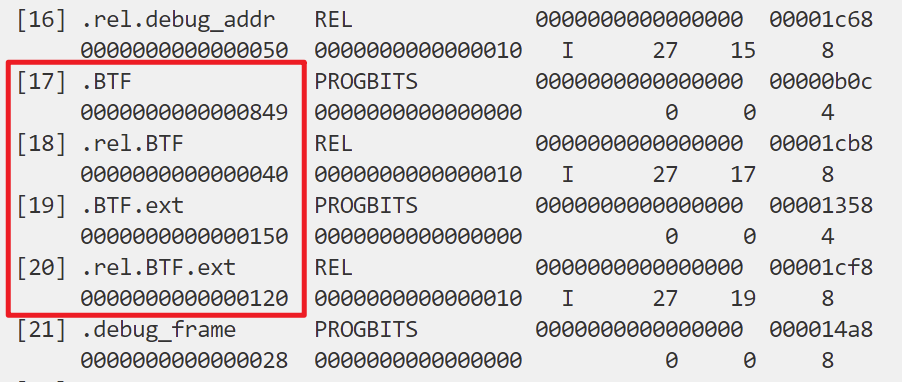 [16] .rel.debug_addr REL 0000000000000000 00001c68
0000000000000050 0000000000000010 I 27 15 8
[17] .BTF PROGBITS 0000000000000000 00000b0c
0000000000000849 0000000000000000 0 0 4
[18] .rel.BTF REL 0000000000000000 00001cb8
0000000000000040 0000000000000010 I 27 17 8
[19] .BTF.ext PROGBITS 0000000000000000 00001358
0000000000000150 0000000000000000 0 0 4
[20] .rel.BTF.ext REL 0000000000000000 00001cf8
0000000000000120 0000000000000010 I 27 19 8
[21] .debug_frame PROGBITS 0000000000000000 000014a8
0000000000000028 0000000000000000 0 0 8